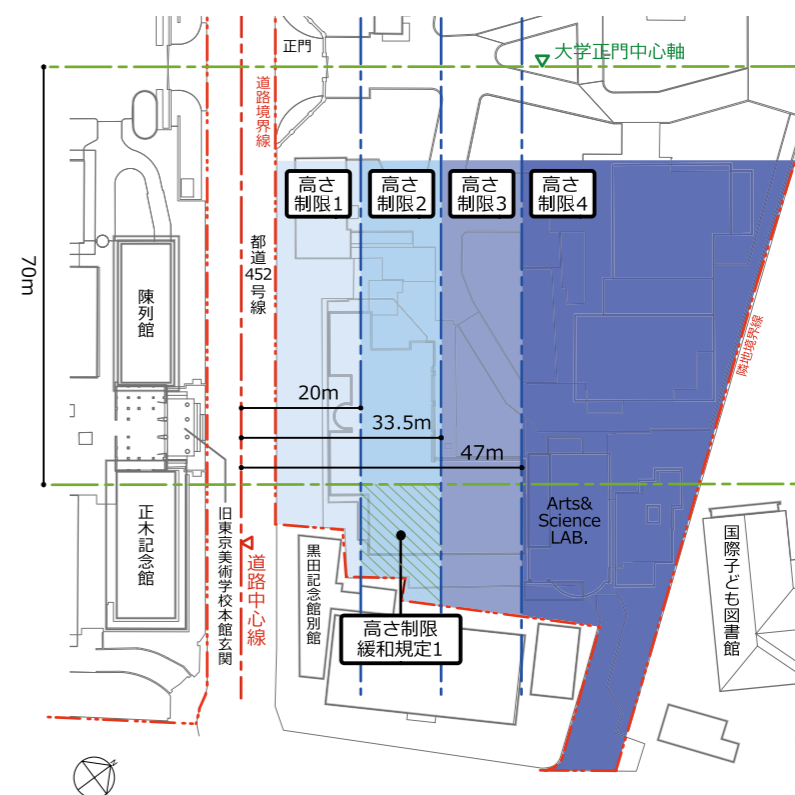 正門
大学正門中心軸
道路境界線
高さ
制限1
高さ
制限2
高さ
制限3
高さ
制限4
70m
都道452号線
陳列館
隣地境界線
20m
33.5m
47m
正木記念館
旧東京美術学校本館玄関
道路中心線
黒田記念館別館
Arts&
Science
LAB.
国際子ども図書館
高さ制限
緩和規定1
N